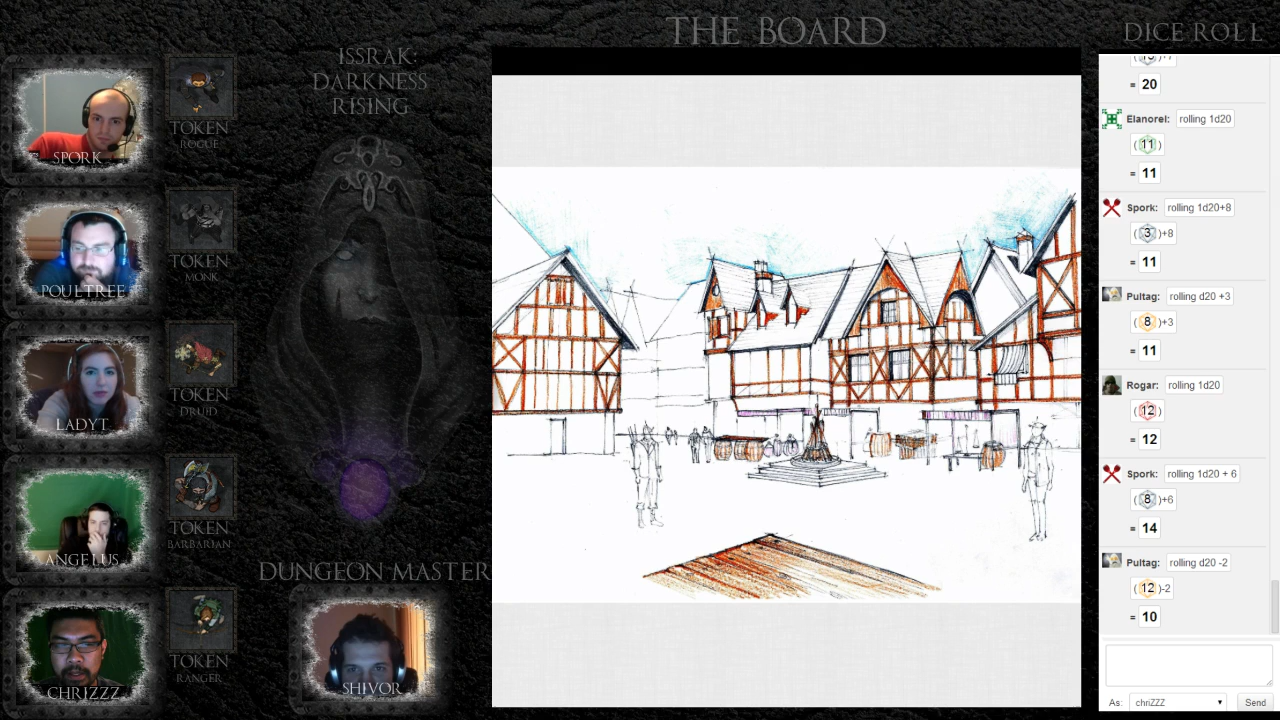 THE BOARD
DICE ROLL
ISSRAK:
DARKNESS
RISING
SPORK
TOKEN
ROGUE
POULTREE
TOKEN
MONK
LADYT
TOKEN
DRUID
ANGELUS
TOKEN
BARBARIAN
CHRIZZZ
TOKEN
RANGER
DUNGEON MASTER
SHIVOR
= 20
Elanorel: rolling 1d20
(11)
= 11
Spork: rolling 1d20+8
(3)+8
= 11
Pultag: rolling d20 +3
(8)+3
= 11
Rogar: rolling 1d20
(12)
= 12
Spork: rolling 1d20 + 6
(8)+6
= 14
Pultag: rolling d20 -2
(12)-2
= 10
As: chriZZZ Send